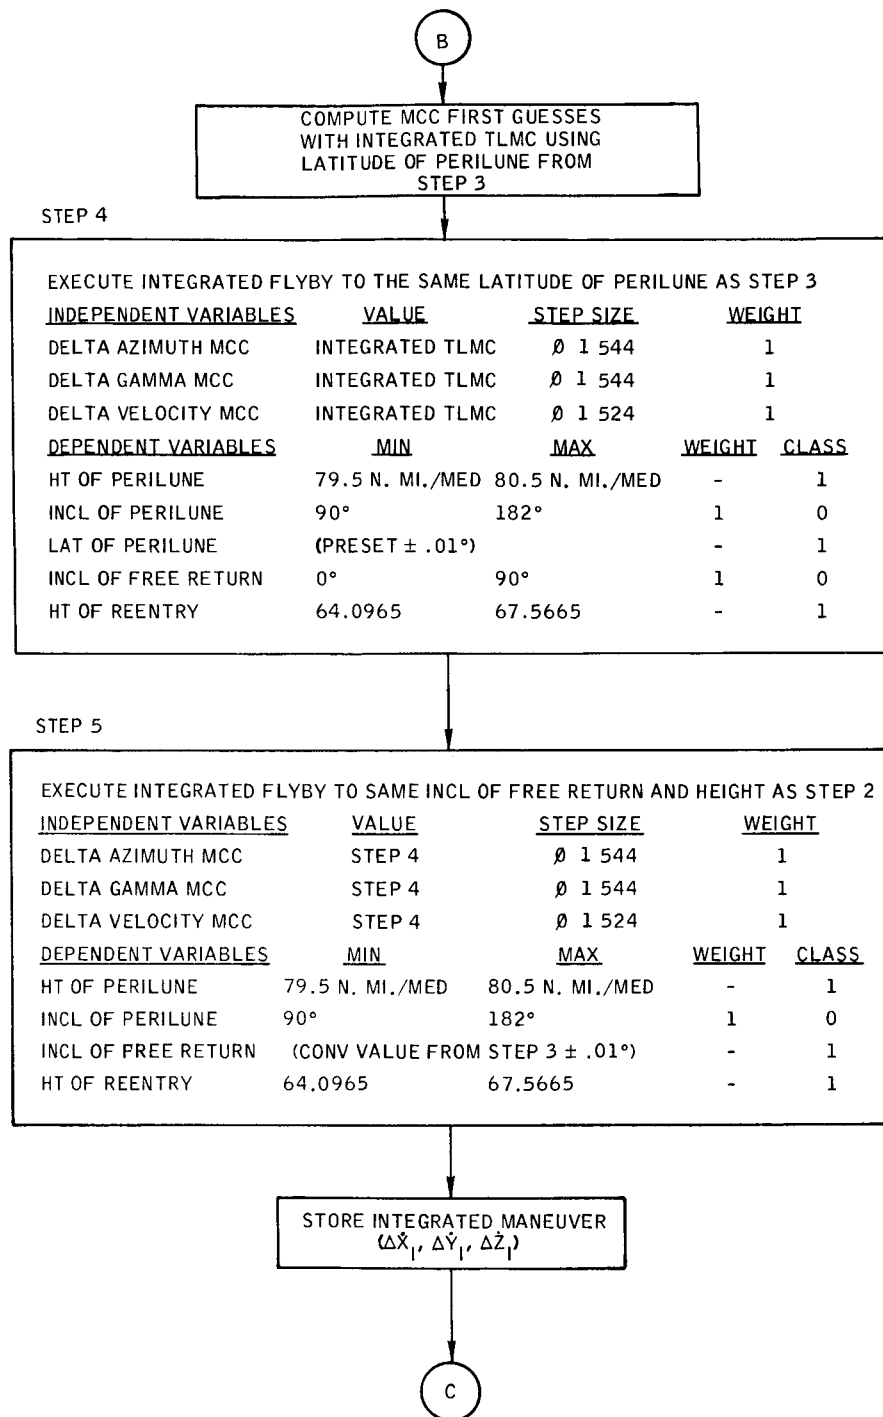 B
COMPUTE MCC FIRST GUESSES
WITH INTEGRATED TLMC USING
LATITUDE OF PERILUNE FROM
STEP 3
STEP 4
EXECUTE INTEGRATED FLYBY TO THE SAME LATITUDE OF PERILUNE AS STEP 3
INDEPENDENT VARIABLES VALUE STEP SIZE WEIGHT
DELTA AZIMUTH MCC INTEGRATED TLMC Ø 1 544 1
DELTA GAMMA MCC INTEGRATED TLMC Ø 1 544 1
DELTA VELOCITY MCC INTEGRATED TLMC Ø 1 524 1
DEPENDENT VARIABLES MIN MAX WEIGHT CLASS
HT OF PERILUNE 79.5 N. MI./MED 80.5 N. MI./MED - 1
INCL OF PERILUNE 90° 182° 1 0
LAT OF PERILUNE (PRESET ± .01°) - 1
INCL OF FREE RETURN 0° 90° 1 0
HT OF REENTRY 64.0965 67.5665 - 1
STEP 5
EXECUTE INTEGRATED FLYBY TO SAME INCL OF FREE RETURN AND HEIGHT AS STEP 2
INDEPENDENT VARIABLES VALUE STEP SIZE WEIGHT
DELTA AZIMUTH MCC STEP 4 Ø 1 544 1
DELTA GAMMA MCC STEP 4 Ø 1 544 1
DELTA VELOCITY MCC STEP 4 Ø 1 524 1
DEPENDENT VARIABLES MIN MAX WEIGHT CLASS
HT OF PERILUNE 79.5 N. MI./MED 80.5 N. MI./MED - 1
INCL OF PERILUNE 90° 182° 1 0
INCL OF FREE RETURN (CONV VALUE FROM STEP 3 ± .01°) - 1
HT OF REENTRY 64.0965 67.5665 - 1
STORE INTEGRATED MANEUVER
(ΔẊ_I, ΔẎ_I, ΔŻ_I)
C